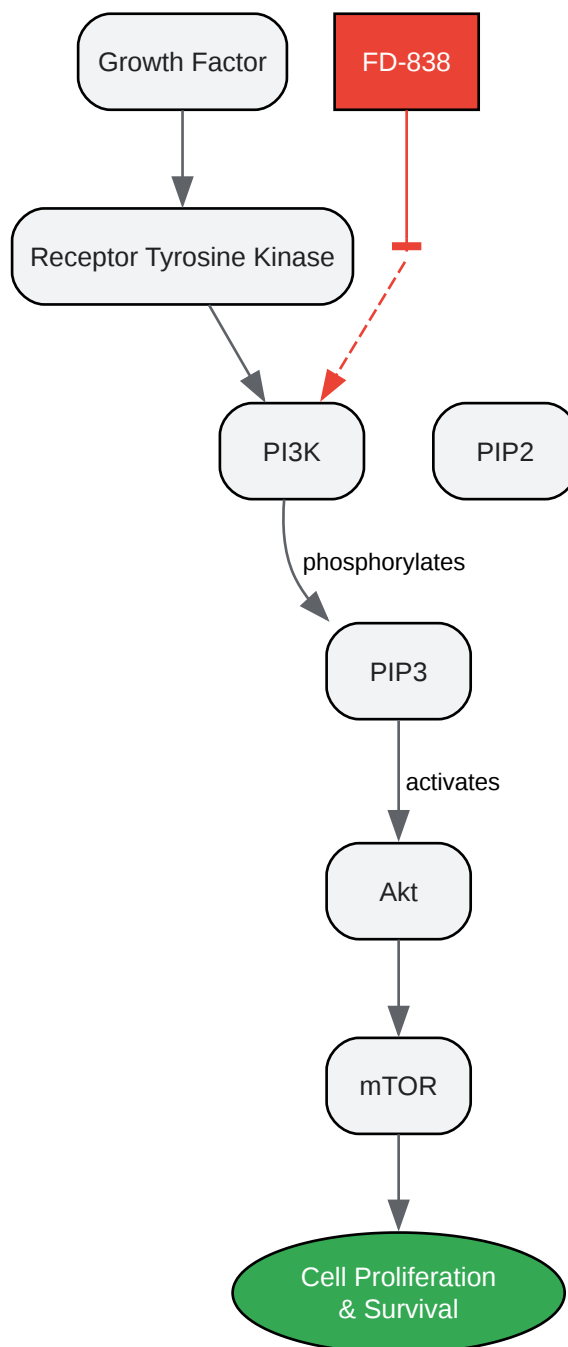 Growth Factor
FD-838
Receptor Tyrosine Kinase
PI3K
PIP2
phosphorylates
PIP3
activates
Akt
mTOR
Cell Proliferation
& Survival